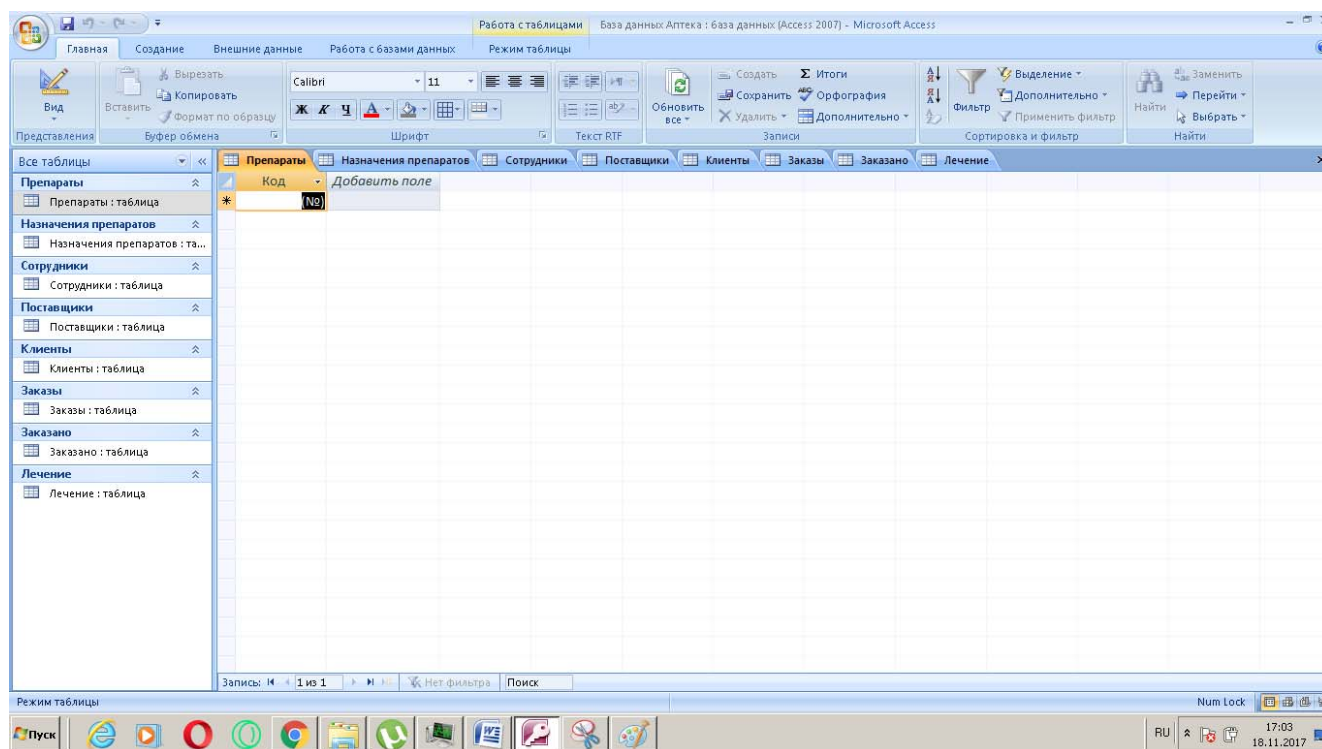 Работа с таблицами База данных Аптека : база данных (Access 2007) - Microsoft Access
Главная Создание Внешние данные Работа с базами данных Режим таблицы
Вид
Представления
Вставить
Вырезать
Копировать
Формат по образцу
Буфер обмена
Calibri 11
Ж К Ч А
Шрифт
Текст RTF
Обновить все
Создать
Сохранить
Удалить
Σ Итоги
Орфография
Дополнительно
Записи
Фильтр
Выделение
Дополнительно
Применить фильтр
Сортировка и фильтр
Найти
Заменить
Перейти
Выбрать
Найти
Все таблицы
Препараты
Препараты : таблица
Назначения препаратов
Назначения препаратов : та...
Сотрудники
Сотрудники : таблица
Поставщики
Поставщики : таблица
Клиенты
Клиенты : таблица
Заказы
Заказы : таблица
Заказано
Заказано : таблица
Лечение
Лечение : таблица
Препараты Назначения препаратов Сотрудники Поставщики Клиенты Заказы Заказано Лечение
Код Добавить поле
(№)
Запись: 1 из 1 Нет фильтра Поиск
Режим таблицы Num Lock
Пуск RU 17:03
18.11.2017